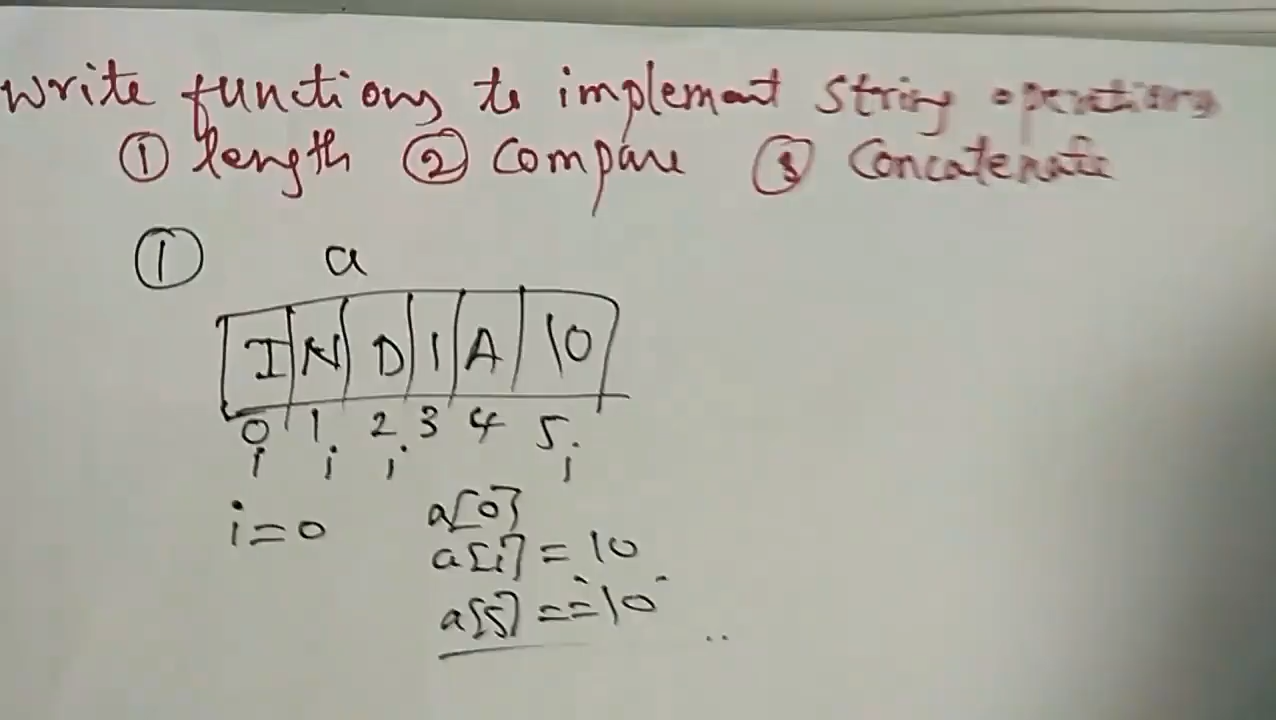 write functions to implement string operations
① length ② Compare ③ Concatenate
① a
I N D I A \0
0 1 2 3 4 5
i i i i
i=0 a[0]
a[i] = \0
a[5] == '\0'